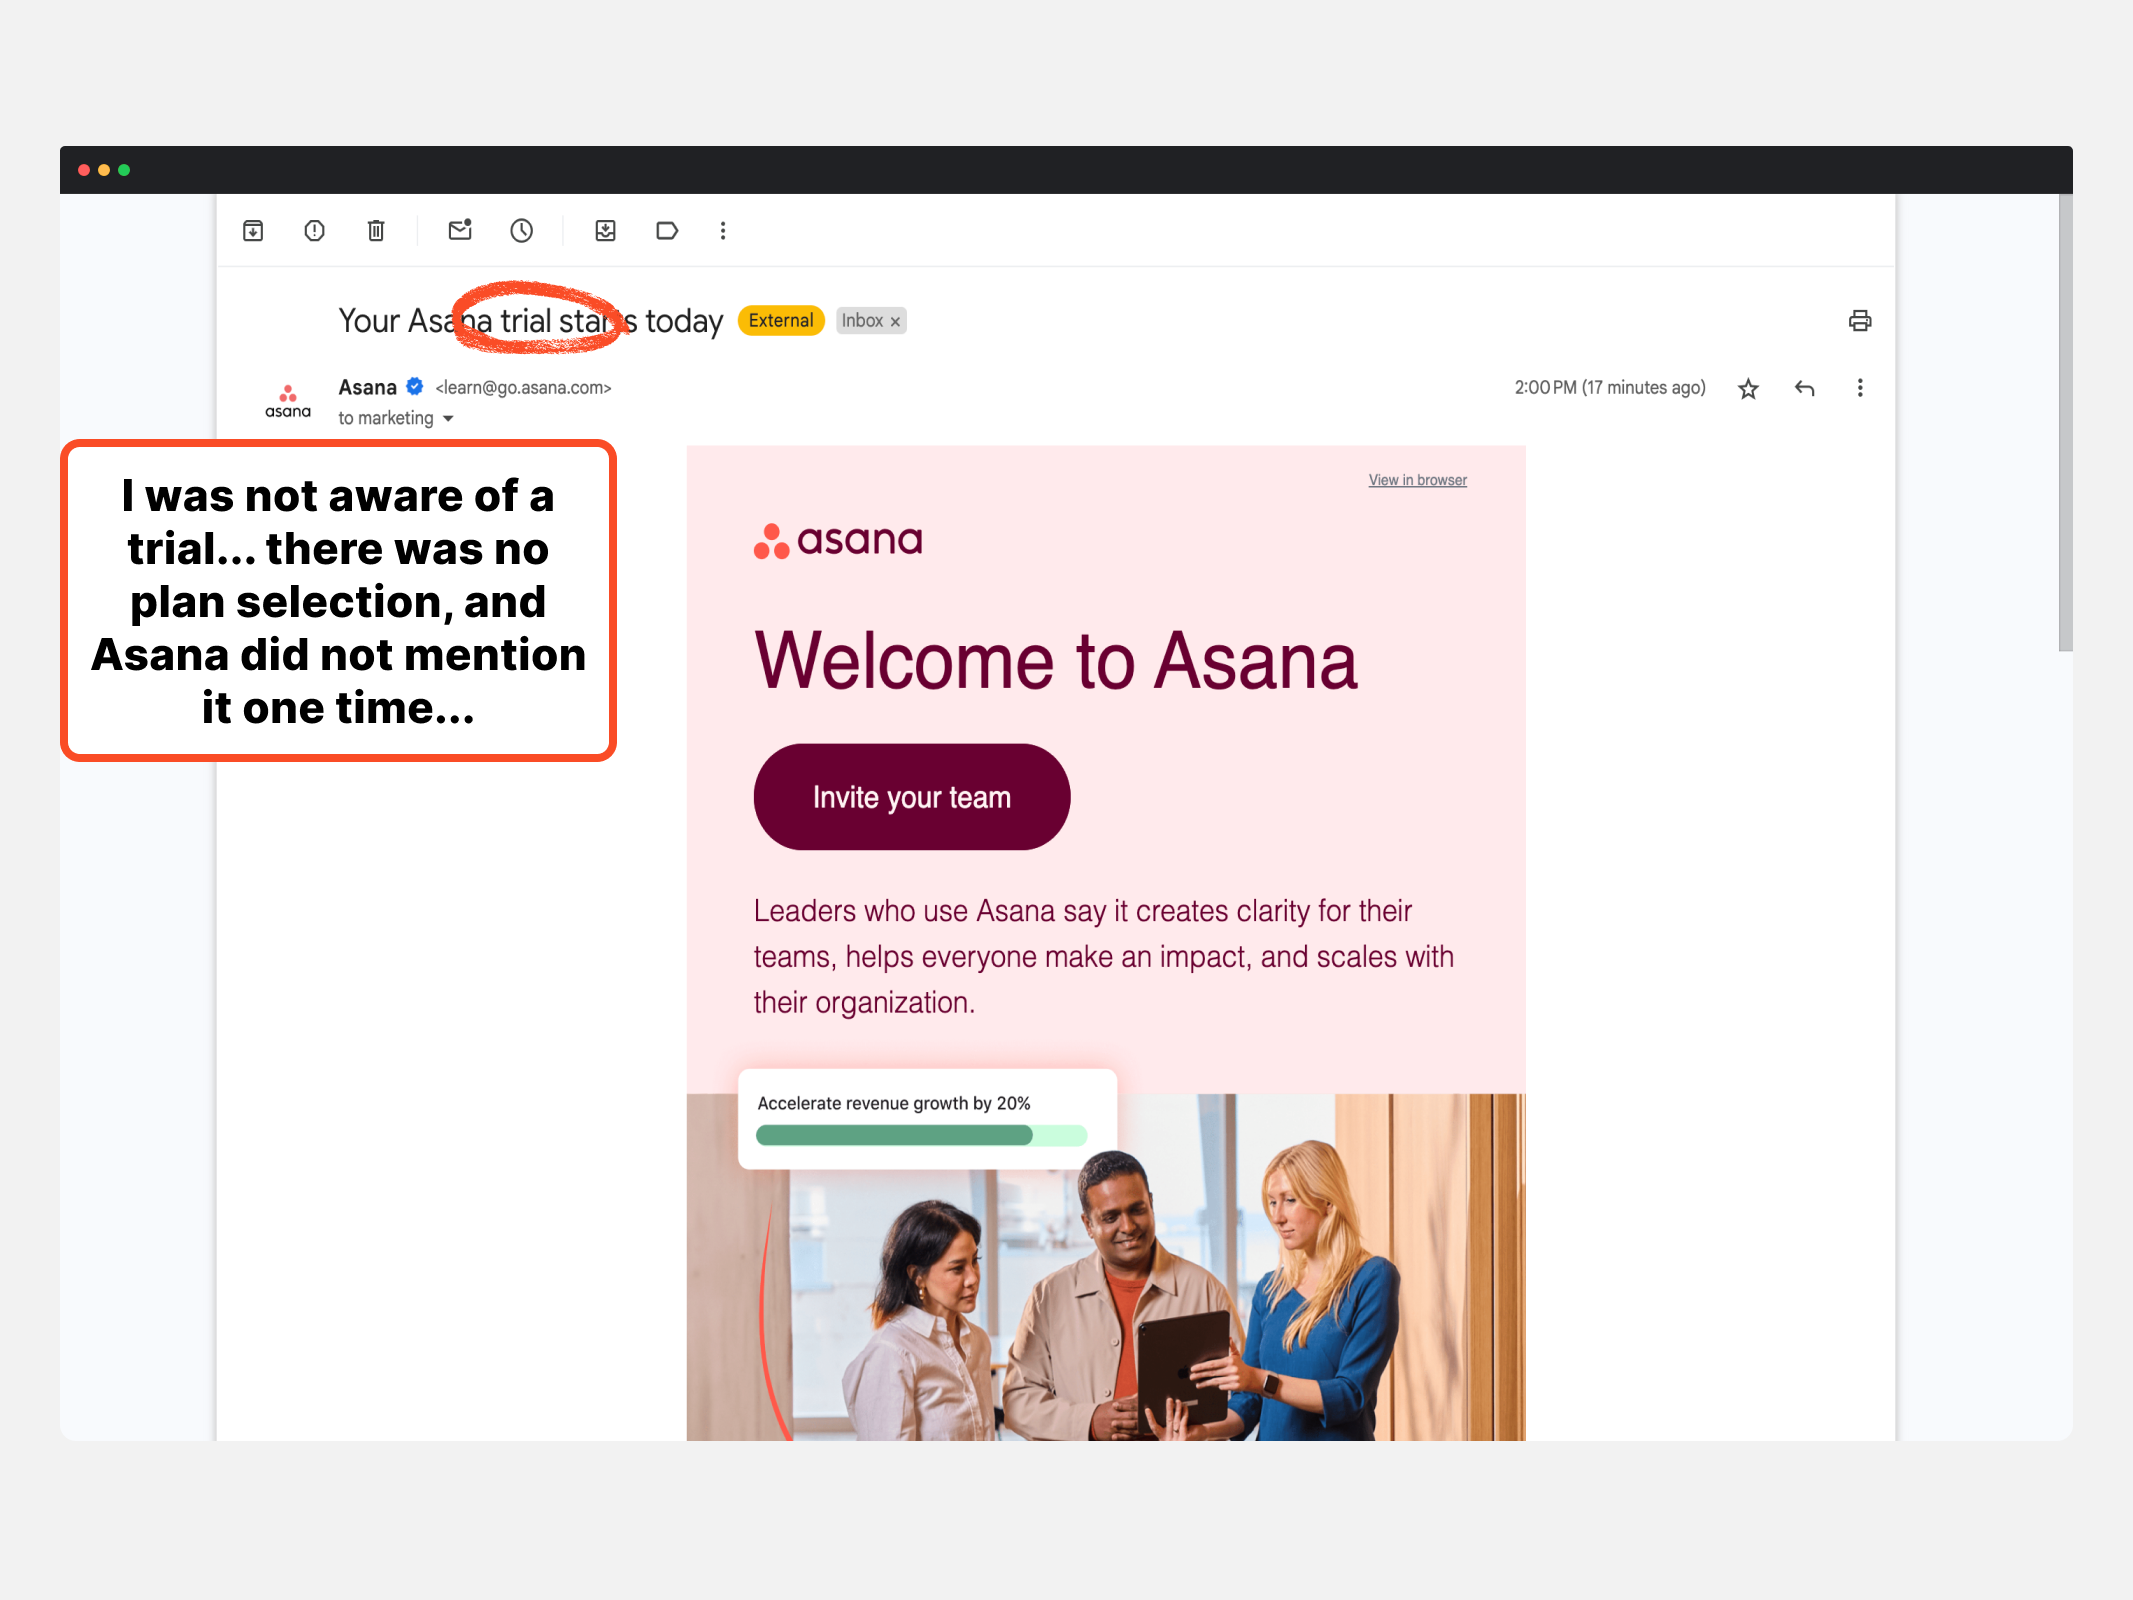 Your Asana trial starts today External Inbox ×
Asana <learn@go.asana.com> 2:00 PM (17 minutes ago)
asana
to marketing
I was not aware of a
trial... there was no
plan selection, and
Asana did not mention
it one time...
View in browser
asana
Welcome to Asana
Invite your team
Leaders who use Asana say it creates clarity for their
teams, helps everyone make an impact, and scales with
their organization.
Accelerate revenue growth by 20%